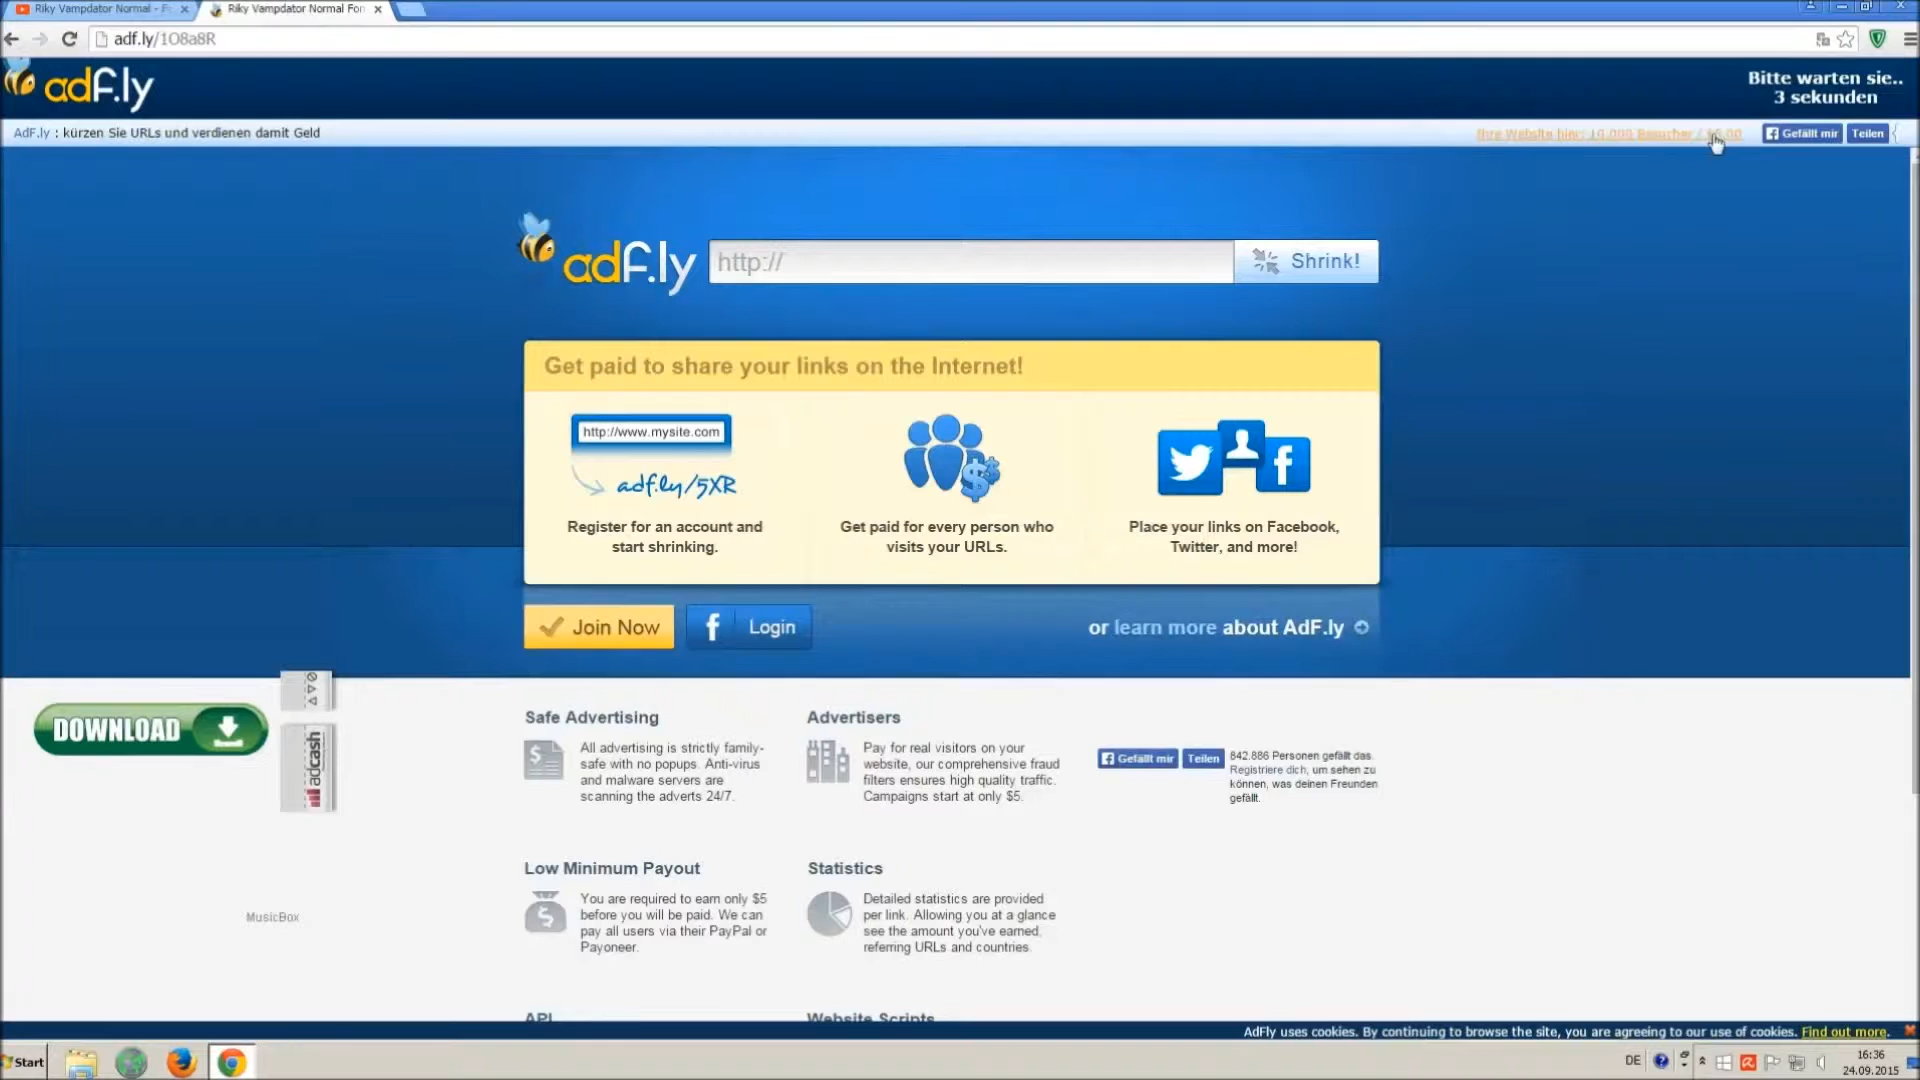 Riky Vampdator Normal - F
Riky Vampdator Normal Fon
adf.ly/1O8a8R
adf.ly
Bitte warten sie..
3 sekunden
AdF.ly : kürzen Sie URLs und verdienen damit Geld
Ihre Website hier: 10.000 Besucher /
Gefällt mir
Teilen
adf.ly
http://
Shrink!
Get paid to share your links on the Internet!
http://www.mysite.com
adf.ly/5XR
Register for an account and
start shrinking.
Get paid for every person who
visits your URLs.
Place your links on Facebook,
Twitter, and more!
Join Now
Login
or learn more about AdF.ly
DOWNLOAD
adcash
Safe Advertising
All advertising is strictly family-
safe with no popups. Anti-virus
and malware servers are
scanning the adverts 24/7.
Advertisers
Pay for real visitors on your
website, our comprehensive fraud
filters ensures high quality traffic.
Campaigns start at only $5.
Gefällt mir
Teilen
842.886 Personen gefällt das.
Registriere dich, um sehen zu
können, was deinen Freunden
gefällt.
Low Minimum Payout
You are required to earn only $5
before you will be paid. We can
pay all users via their PayPal or
Payoneer.
Statistics
Detailed statistics are provided
per link. Allowing you at a glance
see the amount you've earned,
referring URLs and countries.
MusicBox
API
Website Scripts
AdFly uses cookies. By continuing to browse the site, you are agreeing to our use of cookies. Find out more.
Start
DE
16:36
24.09.2015